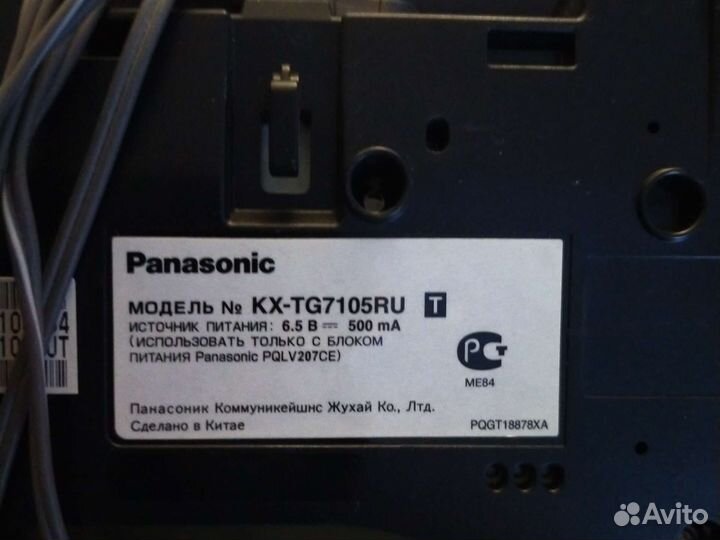 Panasonic
МОДЕЛЬ № KX-TG7105RU T
ИСТОЧНИК ПИТАНИЯ: 6.5 В 500 mA
(ИСПОЛЬЗОВАТЬ ТОЛЬКО С БЛОКОМ
ПИТАНИЯ Panasonic PQLV207CE)
РСТ
МЕ84
Панасоник Коммуникейшнс Жухай Ко., Лтд.
Сделано в Китае
PQGT18878XA
Avito